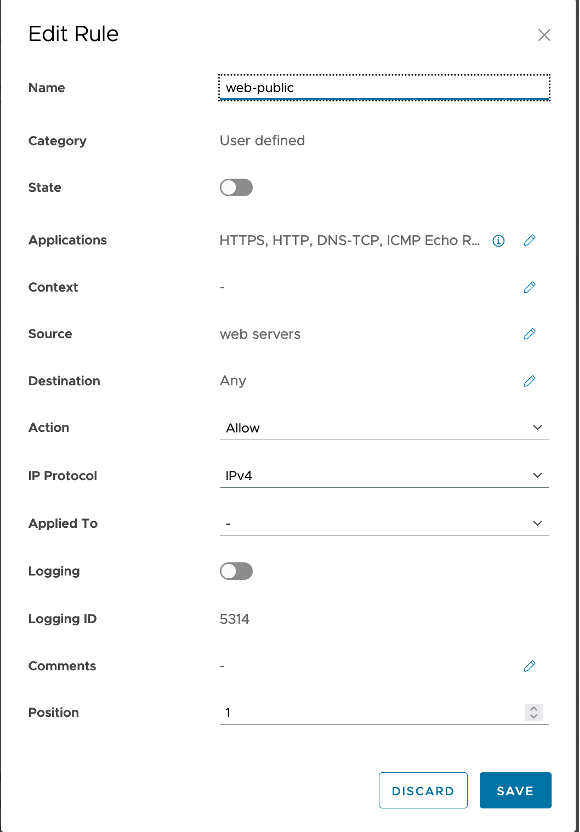 Edit Rule
Name web-public
Category User defined
State
Applications HTTPS, HTTP, DNS-TCP, ICMP Echo R...
Context -
Source web servers
Destination Any
Action Allow
IP Protocol IPv4
Applied To -
Logging
Logging ID 5314
Comments -
Position 1
DISCARD SAVE